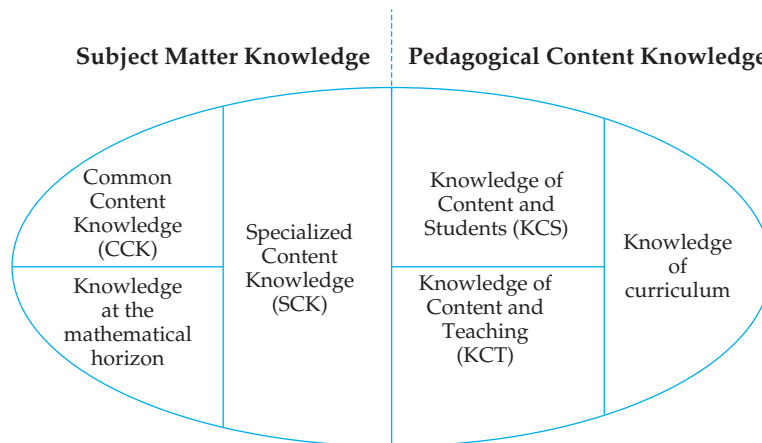 Subject Matter Knowledge
Pedagogical Content Knowledge
Common
Content
Knowledge
(CCK)
Knowledge
at the
mathematical
horizon
Specialized
Content
Knowledge
(SCK)
Knowledge of
Content and
Students (KCS)
Knowledge of
Content and
Teaching
(KCT)
Knowledge
of
curriculum